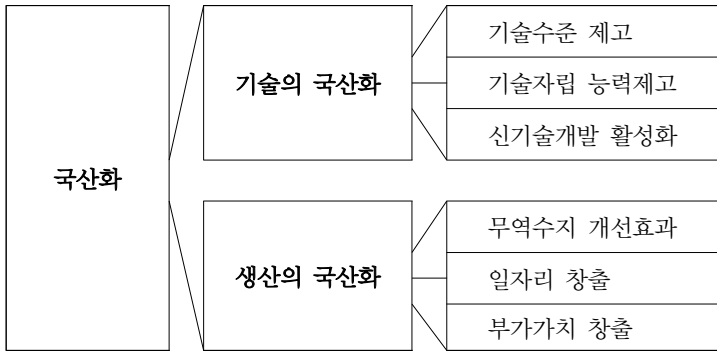 국산화
기술의 국산화
기술수준 제고
기술자립 능력제고
신기술개발 활성화
생산의 국산화
무역수지 개선효과
일자리 창출
부가가치 창출